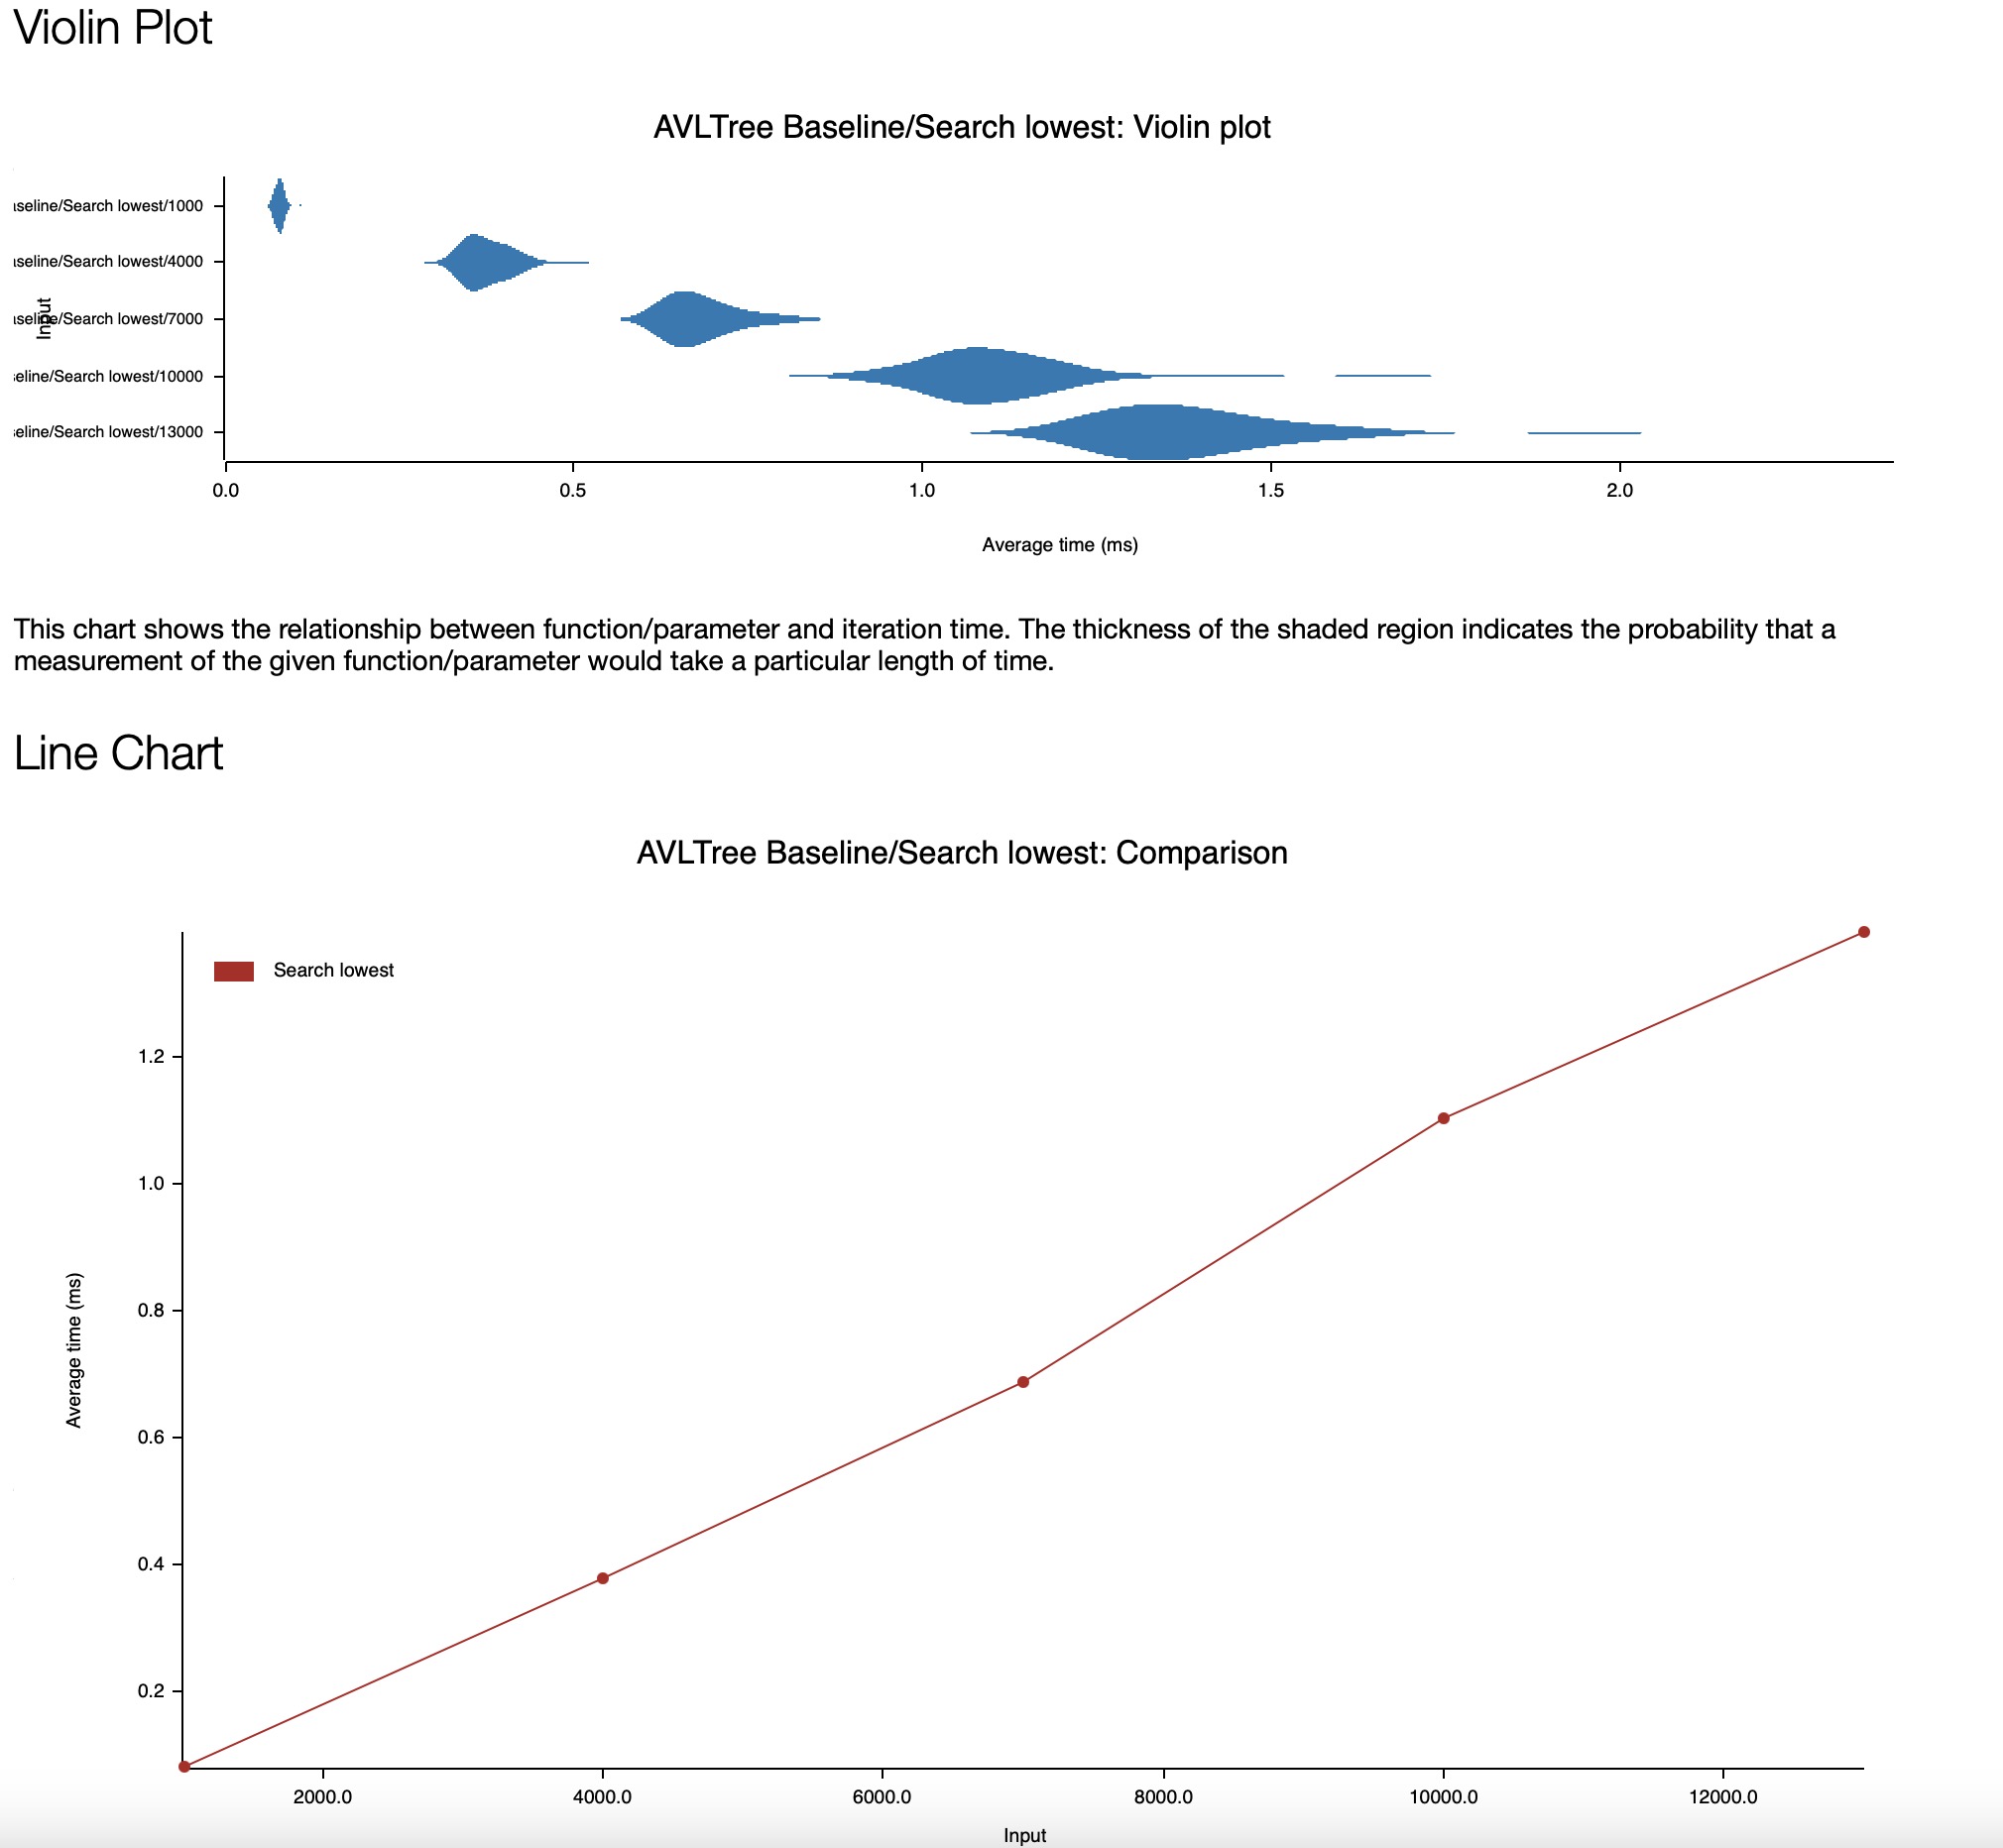 Violin Plot
AVLTree Baseline/Search lowest: Violin plot
aseline/Search lowest/1000
aseline/Search lowest/4000
aseline/Search lowest/7000
seline/Search lowest/10000
seline/Search lowest/13000
Input
0.0 0.5 1.0 1.5 2.0
Average time (ms)
This chart shows the relationship between function/parameter and iteration time. The thickness of the shaded region indicates the probability that a
measurement of the given function/parameter would take a particular length of time.
Line Chart
AVLTree Baseline/Search lowest: Comparison
Search lowest
1.2
1.0
0.8
0.6
0.4
0.2
Average time (ms)
2000.0 4000.0 6000.0 8000.0 10000.0 12000.0
Input